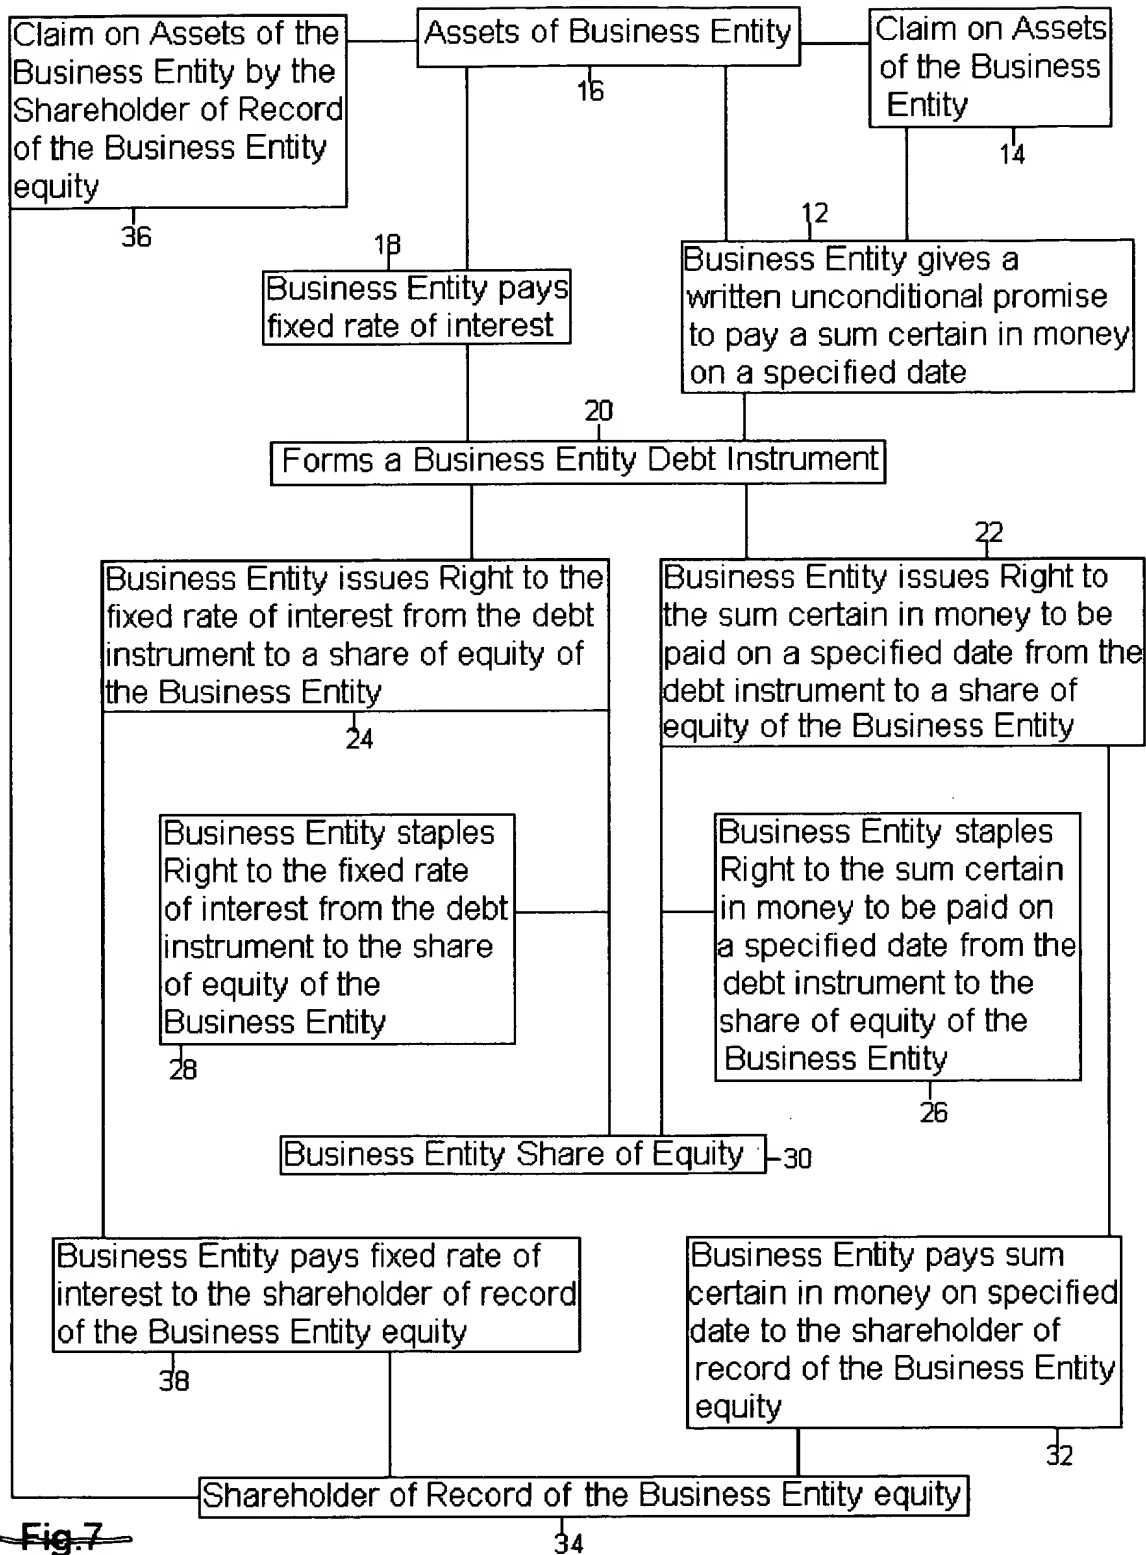 Claim on Assets of the
Business Entity by the
Shareholder of Record
of the Business Entity
equity
36
Assets of Business Entity
16
Claim on Assets
of the Business
Entity
14
18
Business Entity pays
fixed rate of interest
12
Business Entity gives a
written unconditional promise
to pay a sum certain in money
on a specified date
20
Forms a Business Entity Debt Instrument
Business Entity issues Right to the
fixed rate of interest from the debt
instrument to a share of equity of
the Business Entity
24
22
Business Entity issues Right to
the sum certain in money to be
paid on a specified date from the
debt instrument to a share of
equity of the Business Entity
Business Entity staples
Right to the fixed rate
of interest from the debt
instrument to the share
of equity of the
Business Entity
28
Business Entity staples
Right to the sum certain
in money to be paid on
a specified date from the
debt instrument to the
share of equity of the
Business Entity
26
Business Entity Share of Equity
30
Business Entity pays fixed rate of
interest to the shareholder of record
of the Business Entity equity
38
Business Entity pays sum
certain in money on specified
date to the shareholder of
record of the Business Entity
equity
32
Shareholder of Record of the Business Entity equity
34
Fig.7